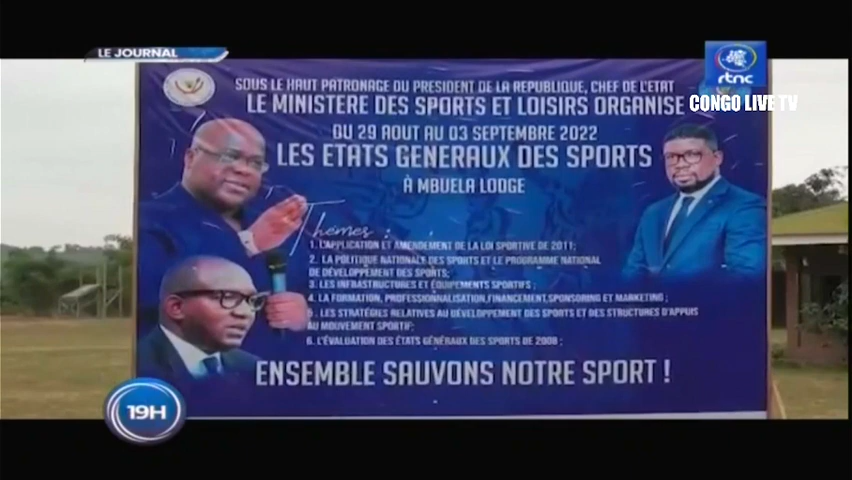 LE JOURNAL
rtnc
CONGO LIVE TV
SOUS LE HAUT PATRONAGE DU PRESIDENT DE LA REPUBLIQUE, CHEF DE L'ETAT
LE MINISTERE DES SPORTS ET LOISIRS ORGANISE
DU 29 AOUT AU 03 SEPTEMBRE 2022
LES ETATS GENERAUX DES SPORTS
À MBUELA LODGE
Thèmes :
1. L'APPLICATION ET AMENDEMENT DE LA LOI SPORTIVE DE 2011;
2. LA POLITIQUE NATIONALE DES SPORTS ET LE PROGRAMME NATIONAL
DE DÉVELOPPEMENT DES SPORTS;
3. LES INFRASTRUCTURES ET ÉQUIPEMENTS SPORTIFS ;
4. LA FORMATION, PROFESSIONNALISATION,FINANCEMENT,SPONSORING ET MARKETING ;
5 . LES STRATÉGIES RELATIVES AU DÉVELOPPEMENT DES SPORTS ET DES STRUCTURES D'APPUIS
AU MOUVEMENT SPORTIF;
6. L'ÉVALUATION DES ÉTATS GÉNÉRAUX DES SPORTS DE 2008 ;
ENSEMBLE SAUVONS NOTRE SPORT !
19H